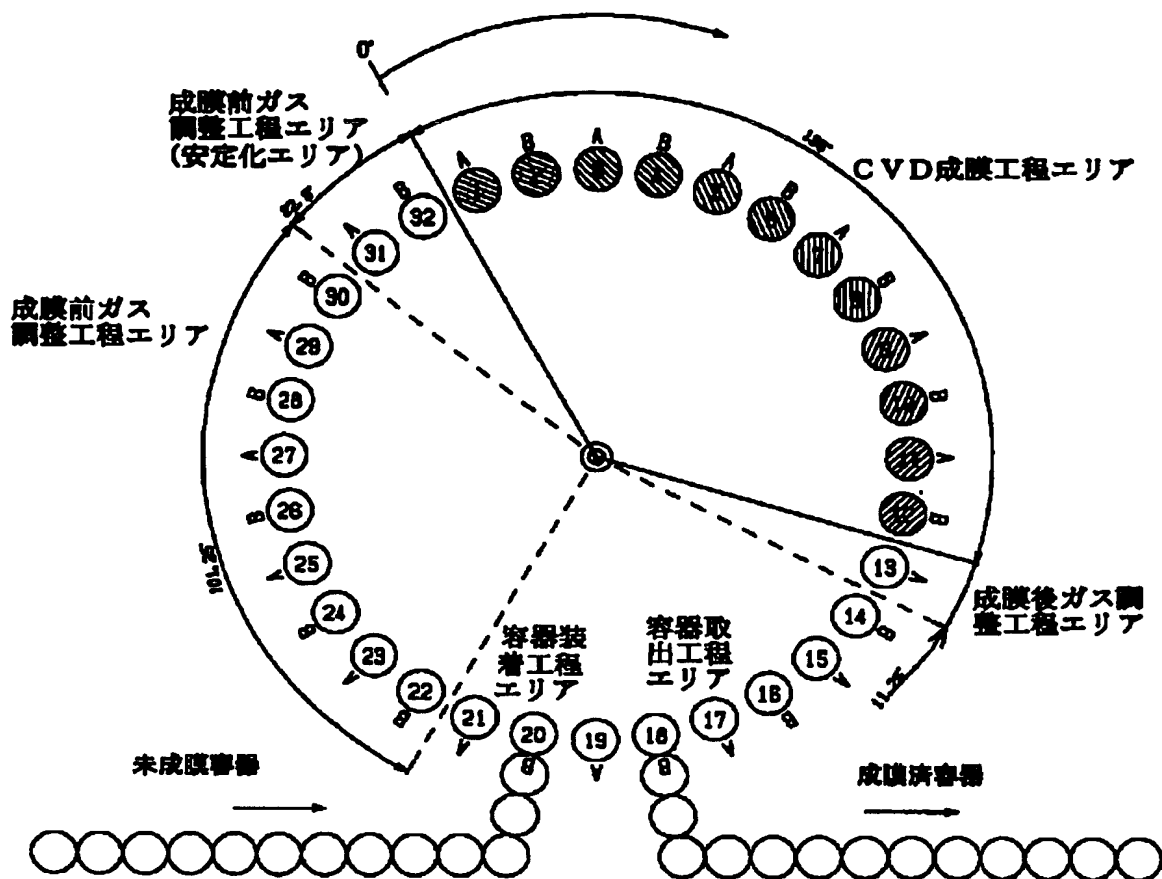 0°
成膜前ガス
調整工程エリア
(安定化エリア)
CVD成膜工程エリア
成膜前ガス
調整工程エリア
成膜後ガス調
整工程エリア
容器装
着工程
エリア
容器取
出工程
エリア
未成膜容器
成膜済容器
101.25°
11.25°
A
B
A
B
A
B
A
B
A
B
A
B
13 A
14 B
15 A
16 B
17 A
18 B
19 A
20 B
21 A
22 B
23 A
24 B
25 A
26 B
27 A
28 B
29 A
30 B
31 A
32 B